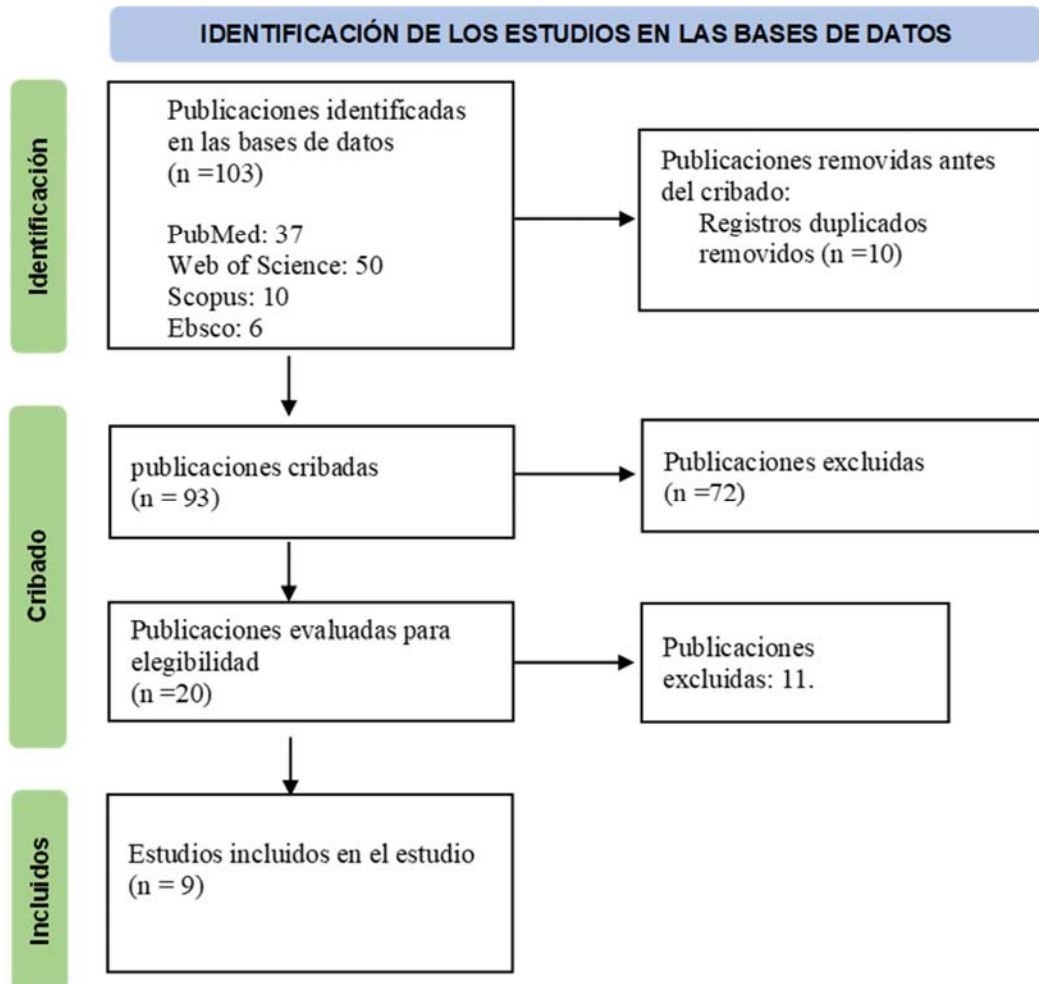 IDENTIFICACIÓN DE LOS ESTUDIOS EN LAS BASES DE DATOS
Identificación
Publicaciones identificadas
en las bases de datos
(n =103)
PubMed: 37
Web of Science: 50
Scopus: 10
Ebsco: 6
Publicaciones removidas antes
del cribado:
Registros duplicados
removidos (n =10)
Cribado
publicaciones cribadas
(n = 93)
Publicaciones excluidas
(n =72)
Publicaciones evaluadas para
elegibilidad
(n =20)
Publicaciones
excluidas: 11.
Incluidos
Estudios incluidos en el estudio
(n = 9)